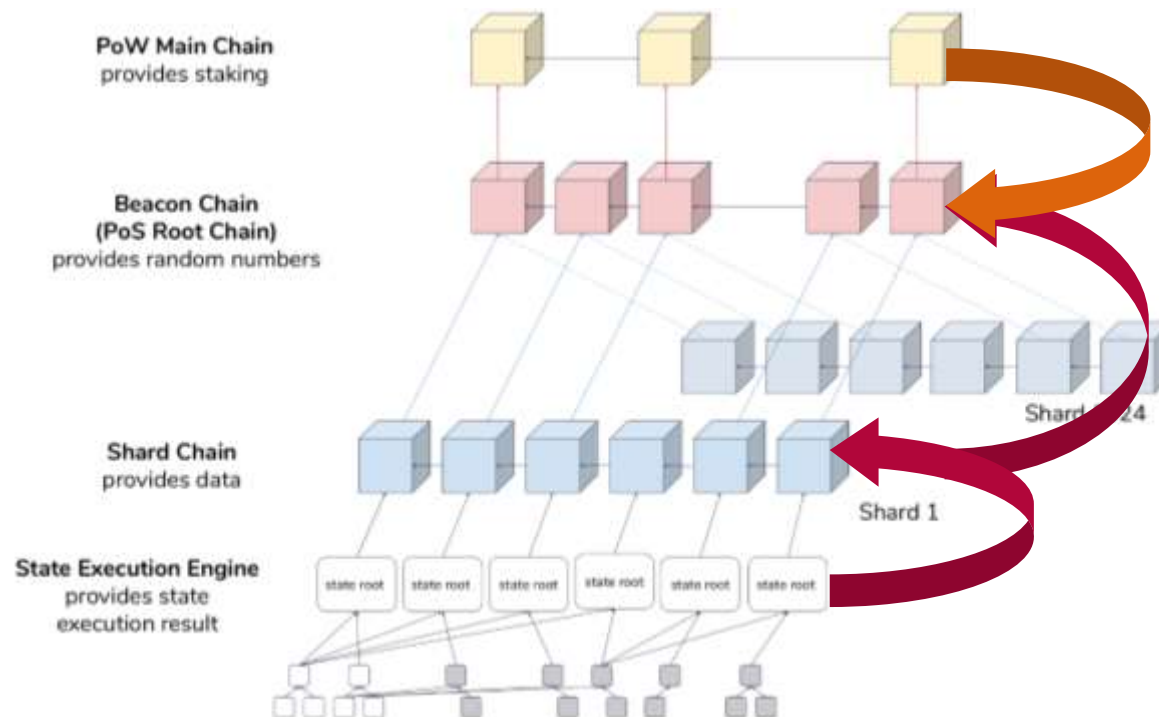 PoW Main Chain
provides staking
Beacon Chain
(PoS Root Chain)
provides random numbers
Shard 24
Shard Chain
provides data
Shard 1
State Execution Engine
provides state
execution result
state root
state root
state root
state root
state root
state root